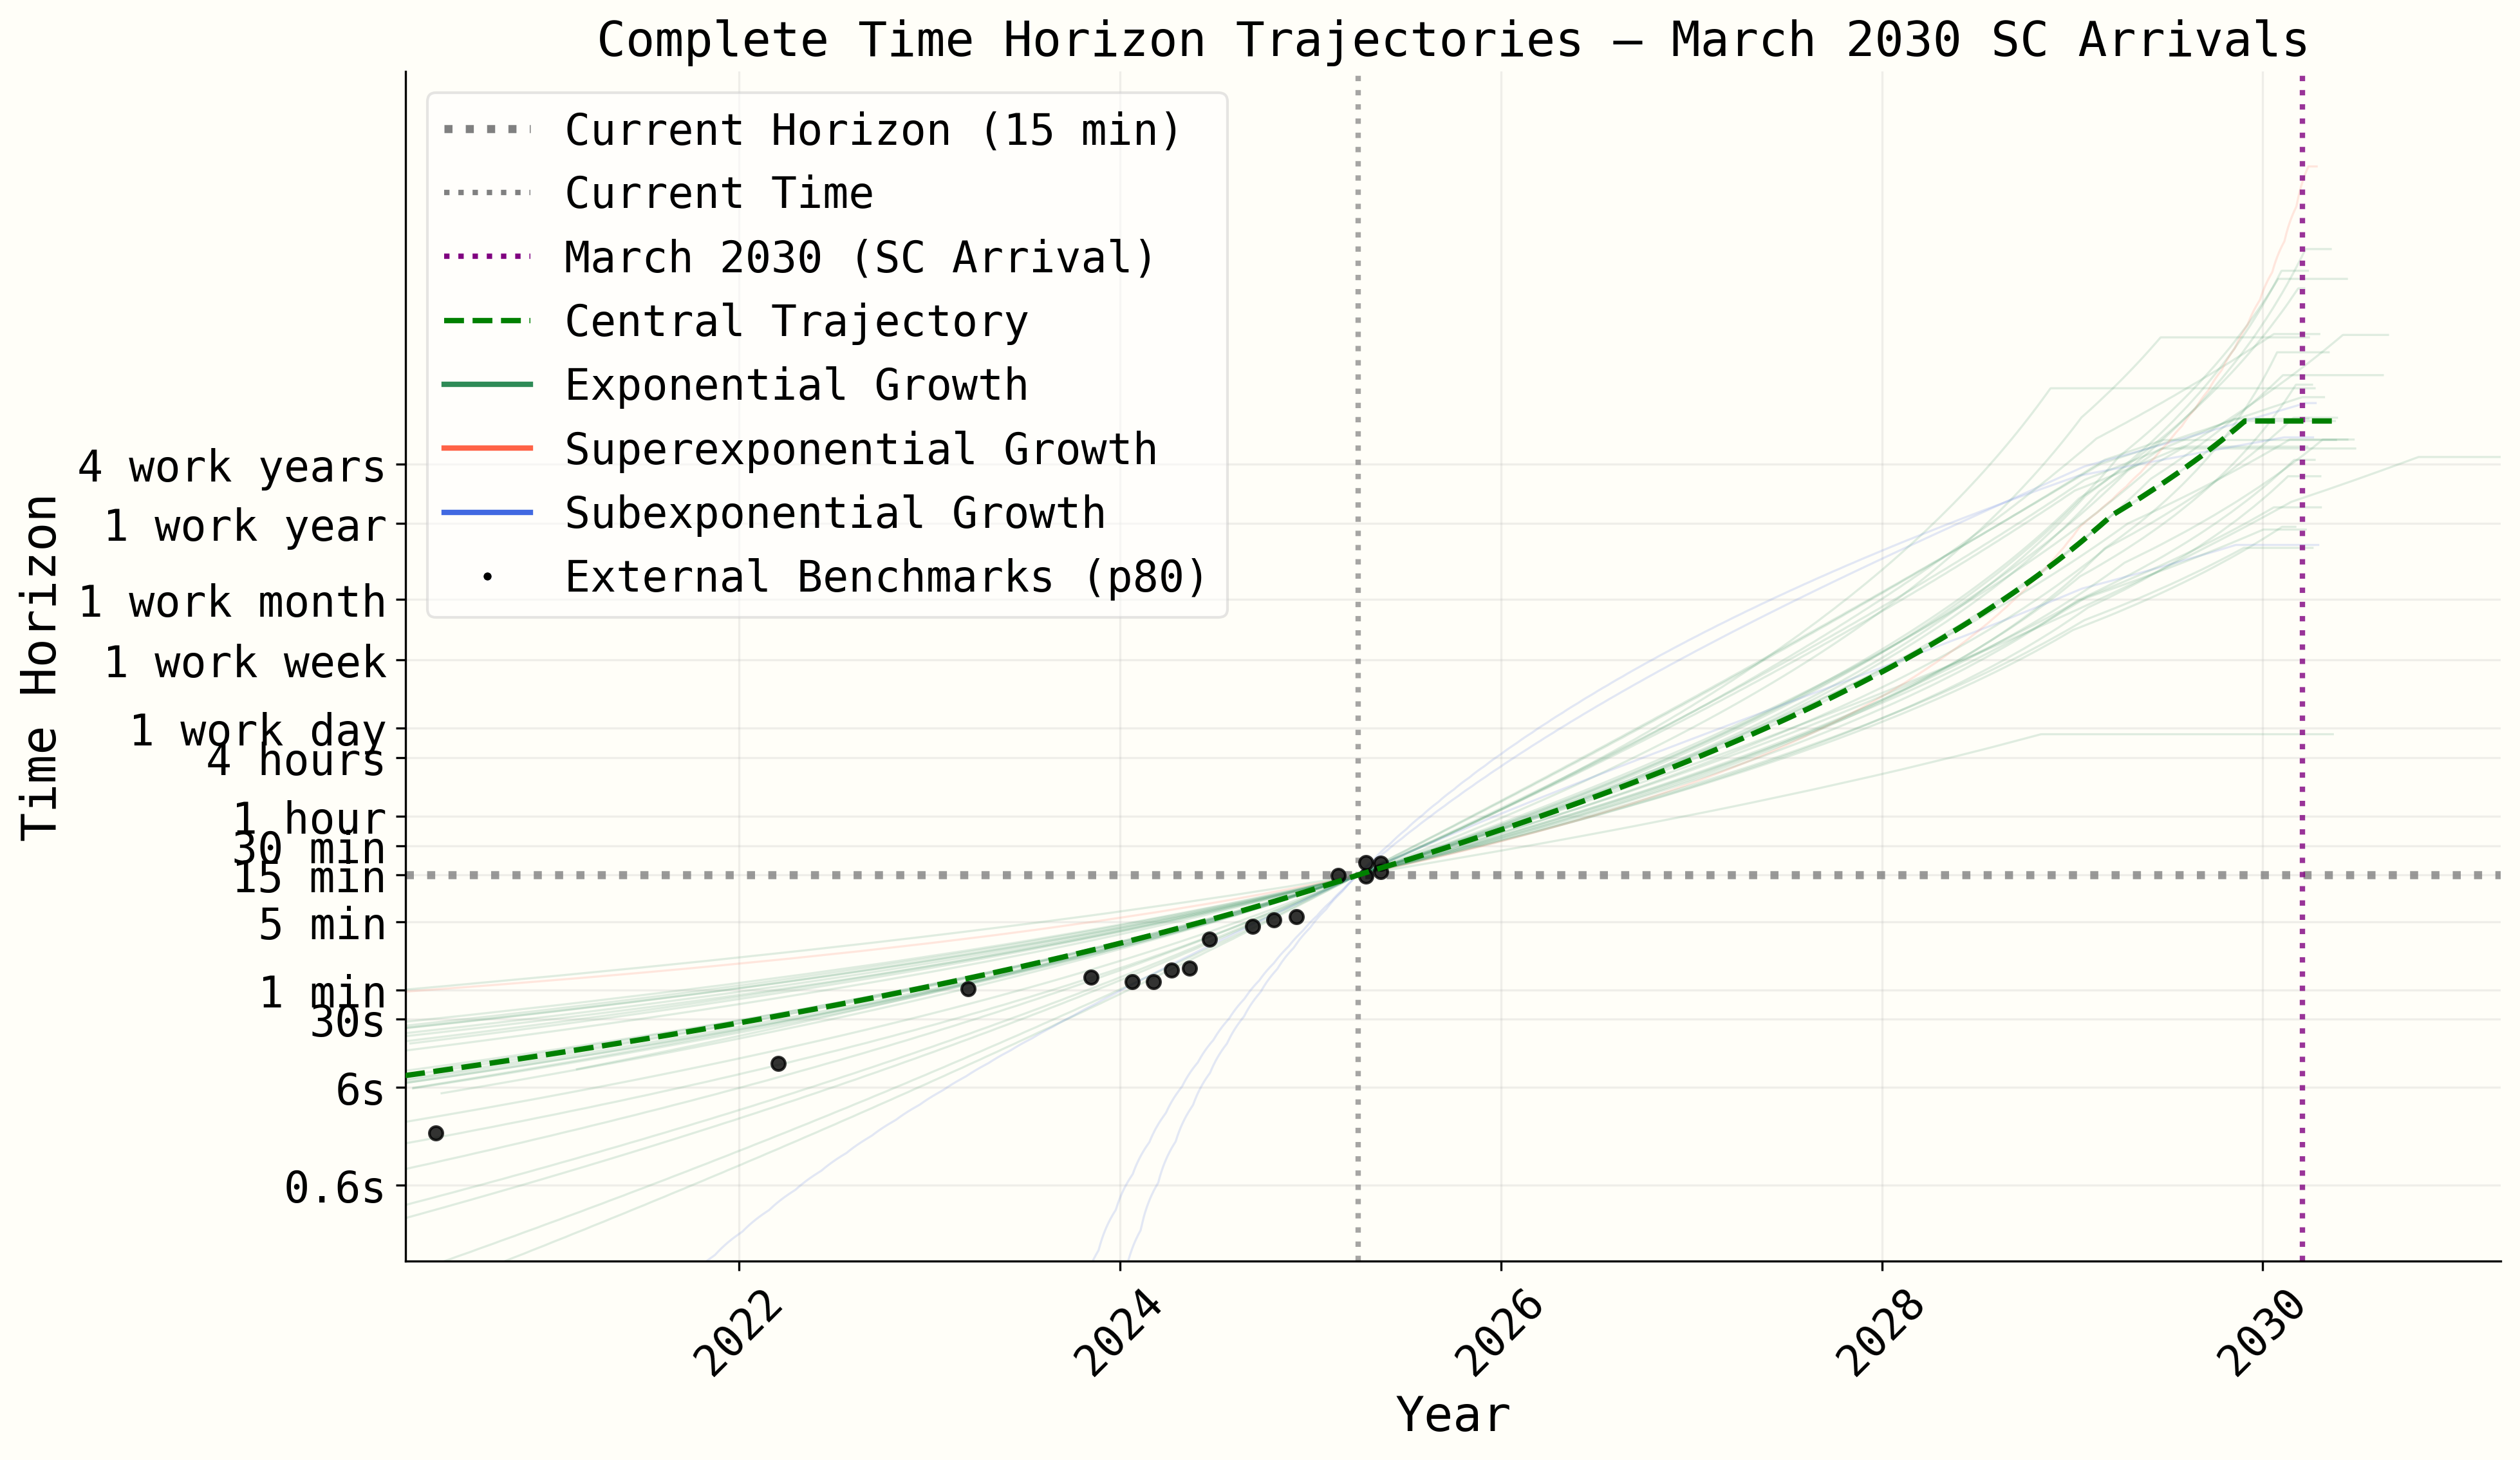 Complete Time Horizon Trajectories — March 2030 SC Arrivals
Current Horizon (15 min)
Current Time
March 2030 (SC Arrival)
Central Trajectory
Exponential Growth
Superexponential Growth
Subexponential Growth
External Benchmarks (p80)
Time Horizon
4 work years
1 work year
1 work month
1 work week
1 work day
4 hours
1 hour
30 min
15 min
5 min
1 min
30s
6s
0.6s
2022
2024
2026
2028
2030
Year